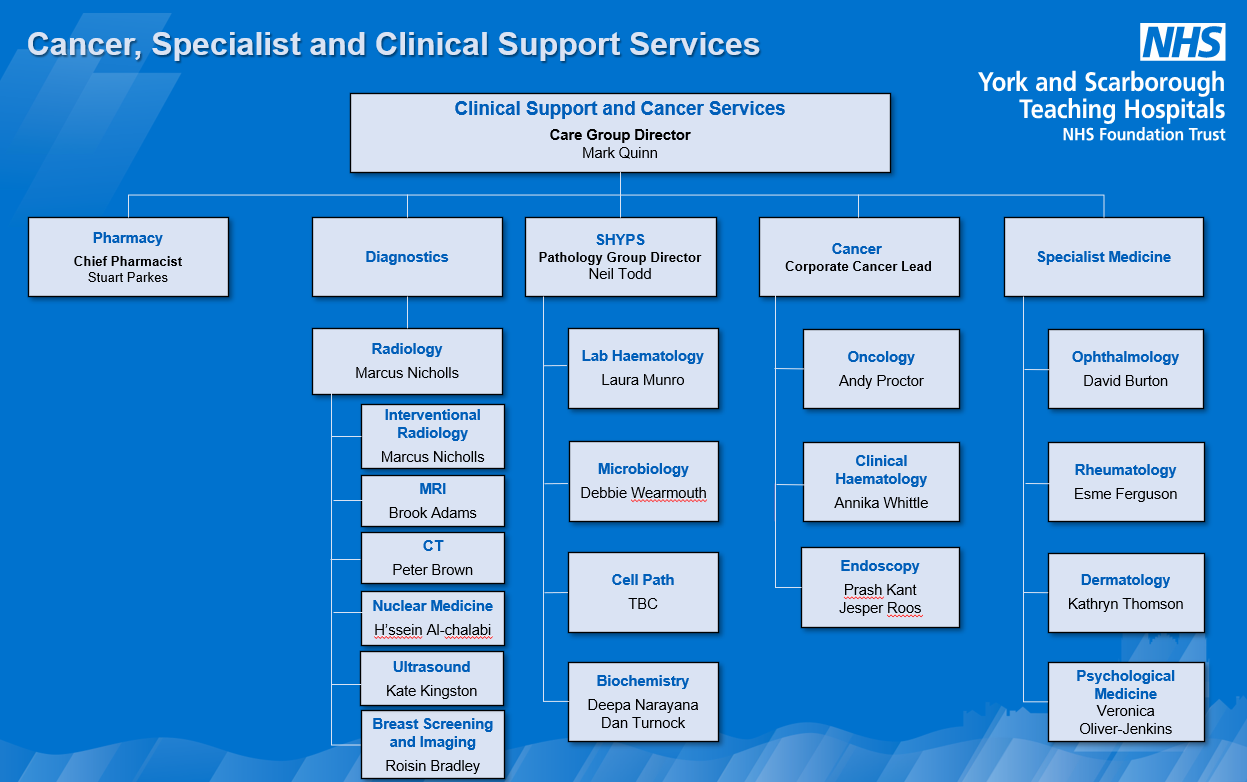 Cancer, Specialist and Clinical Support Services
NHS
York and Scarborough
Teaching Hospitals
NHS Foundation Trust
Clinical Support and Cancer Services
Care Group Director
Mark Quinn
Pharmacy
Chief Pharmacist
Stuart Parkes
Diagnostics
SHYPS
Pathology Group Director
Neil Todd
Cancer
Corporate Cancer Lead
Specialist Medicine
Radiology
Marcus Nicholls
Interventional
Radiology
Marcus Nicholls
MRI
Brook Adams
CT
Peter Brown
Nuclear Medicine
H'ssein Al-chalabi
Ultrasound
Kate Kingston
Breast Screening
and Imaging
Roisin Bradley
Lab Haematology
Laura Munro
Microbiology
Debbie Wearmouth
Cell Path
TBC
Biochemistry
Deepa Narayana
Dan Turnock
Oncology
Andy Proctor
Clinical
Haematology
Annika Whittle
Endoscopy
Prash Kant
Jesper Roos
Ophthalmology
David Burton
Rheumatology
Esme Ferguson
Dermatology
Kathryn Thomson
Psychological
Medicine
Veronica
Oliver-Jenkins